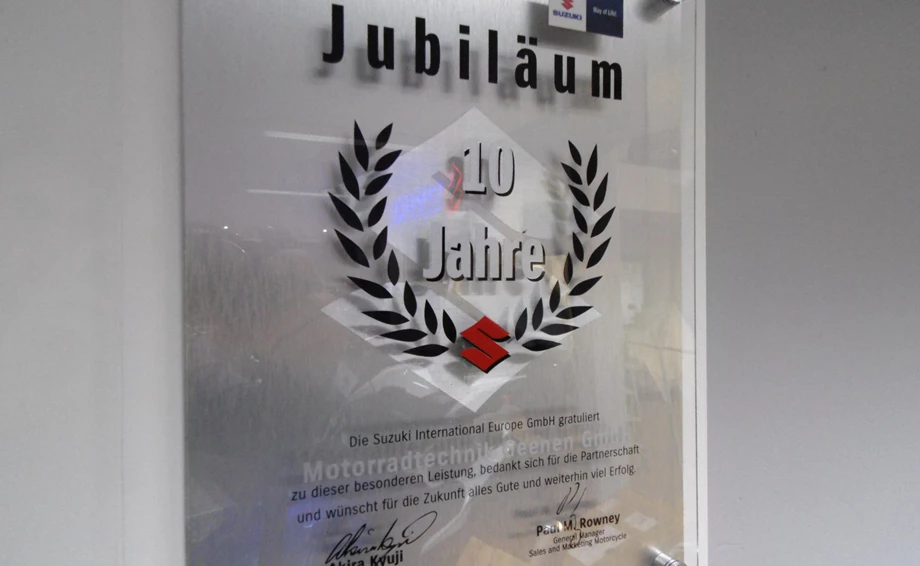 SUZUKI
Way of Life!
Jubiläum
10
Jahre
Die Suzuki International Europe GmbH gratuliert
Motorradtechnik GmbH
zu dieser besonderen Leistung, bedankt sich für die Partnerschaft
und wünscht für die Zukunft alles Gute und weiterhin viel Erfolg.
Akira Kyuji
Paul M. Rowney
General Manager
Sales and Marketing Motorcycle